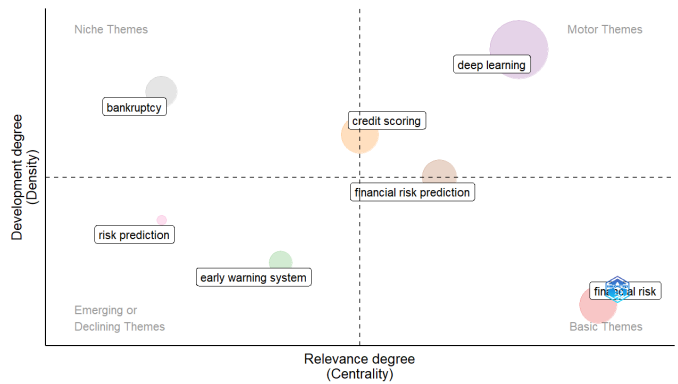 Niche Themes
Motor Themes
deep learning
bankruptcy
credit scoring
financial risk prediction
risk prediction
early warning system
financial risk
Emerging or
Declining Themes
Basic Themes
Development degree
(Density)
Relevance degree
(Centrality)